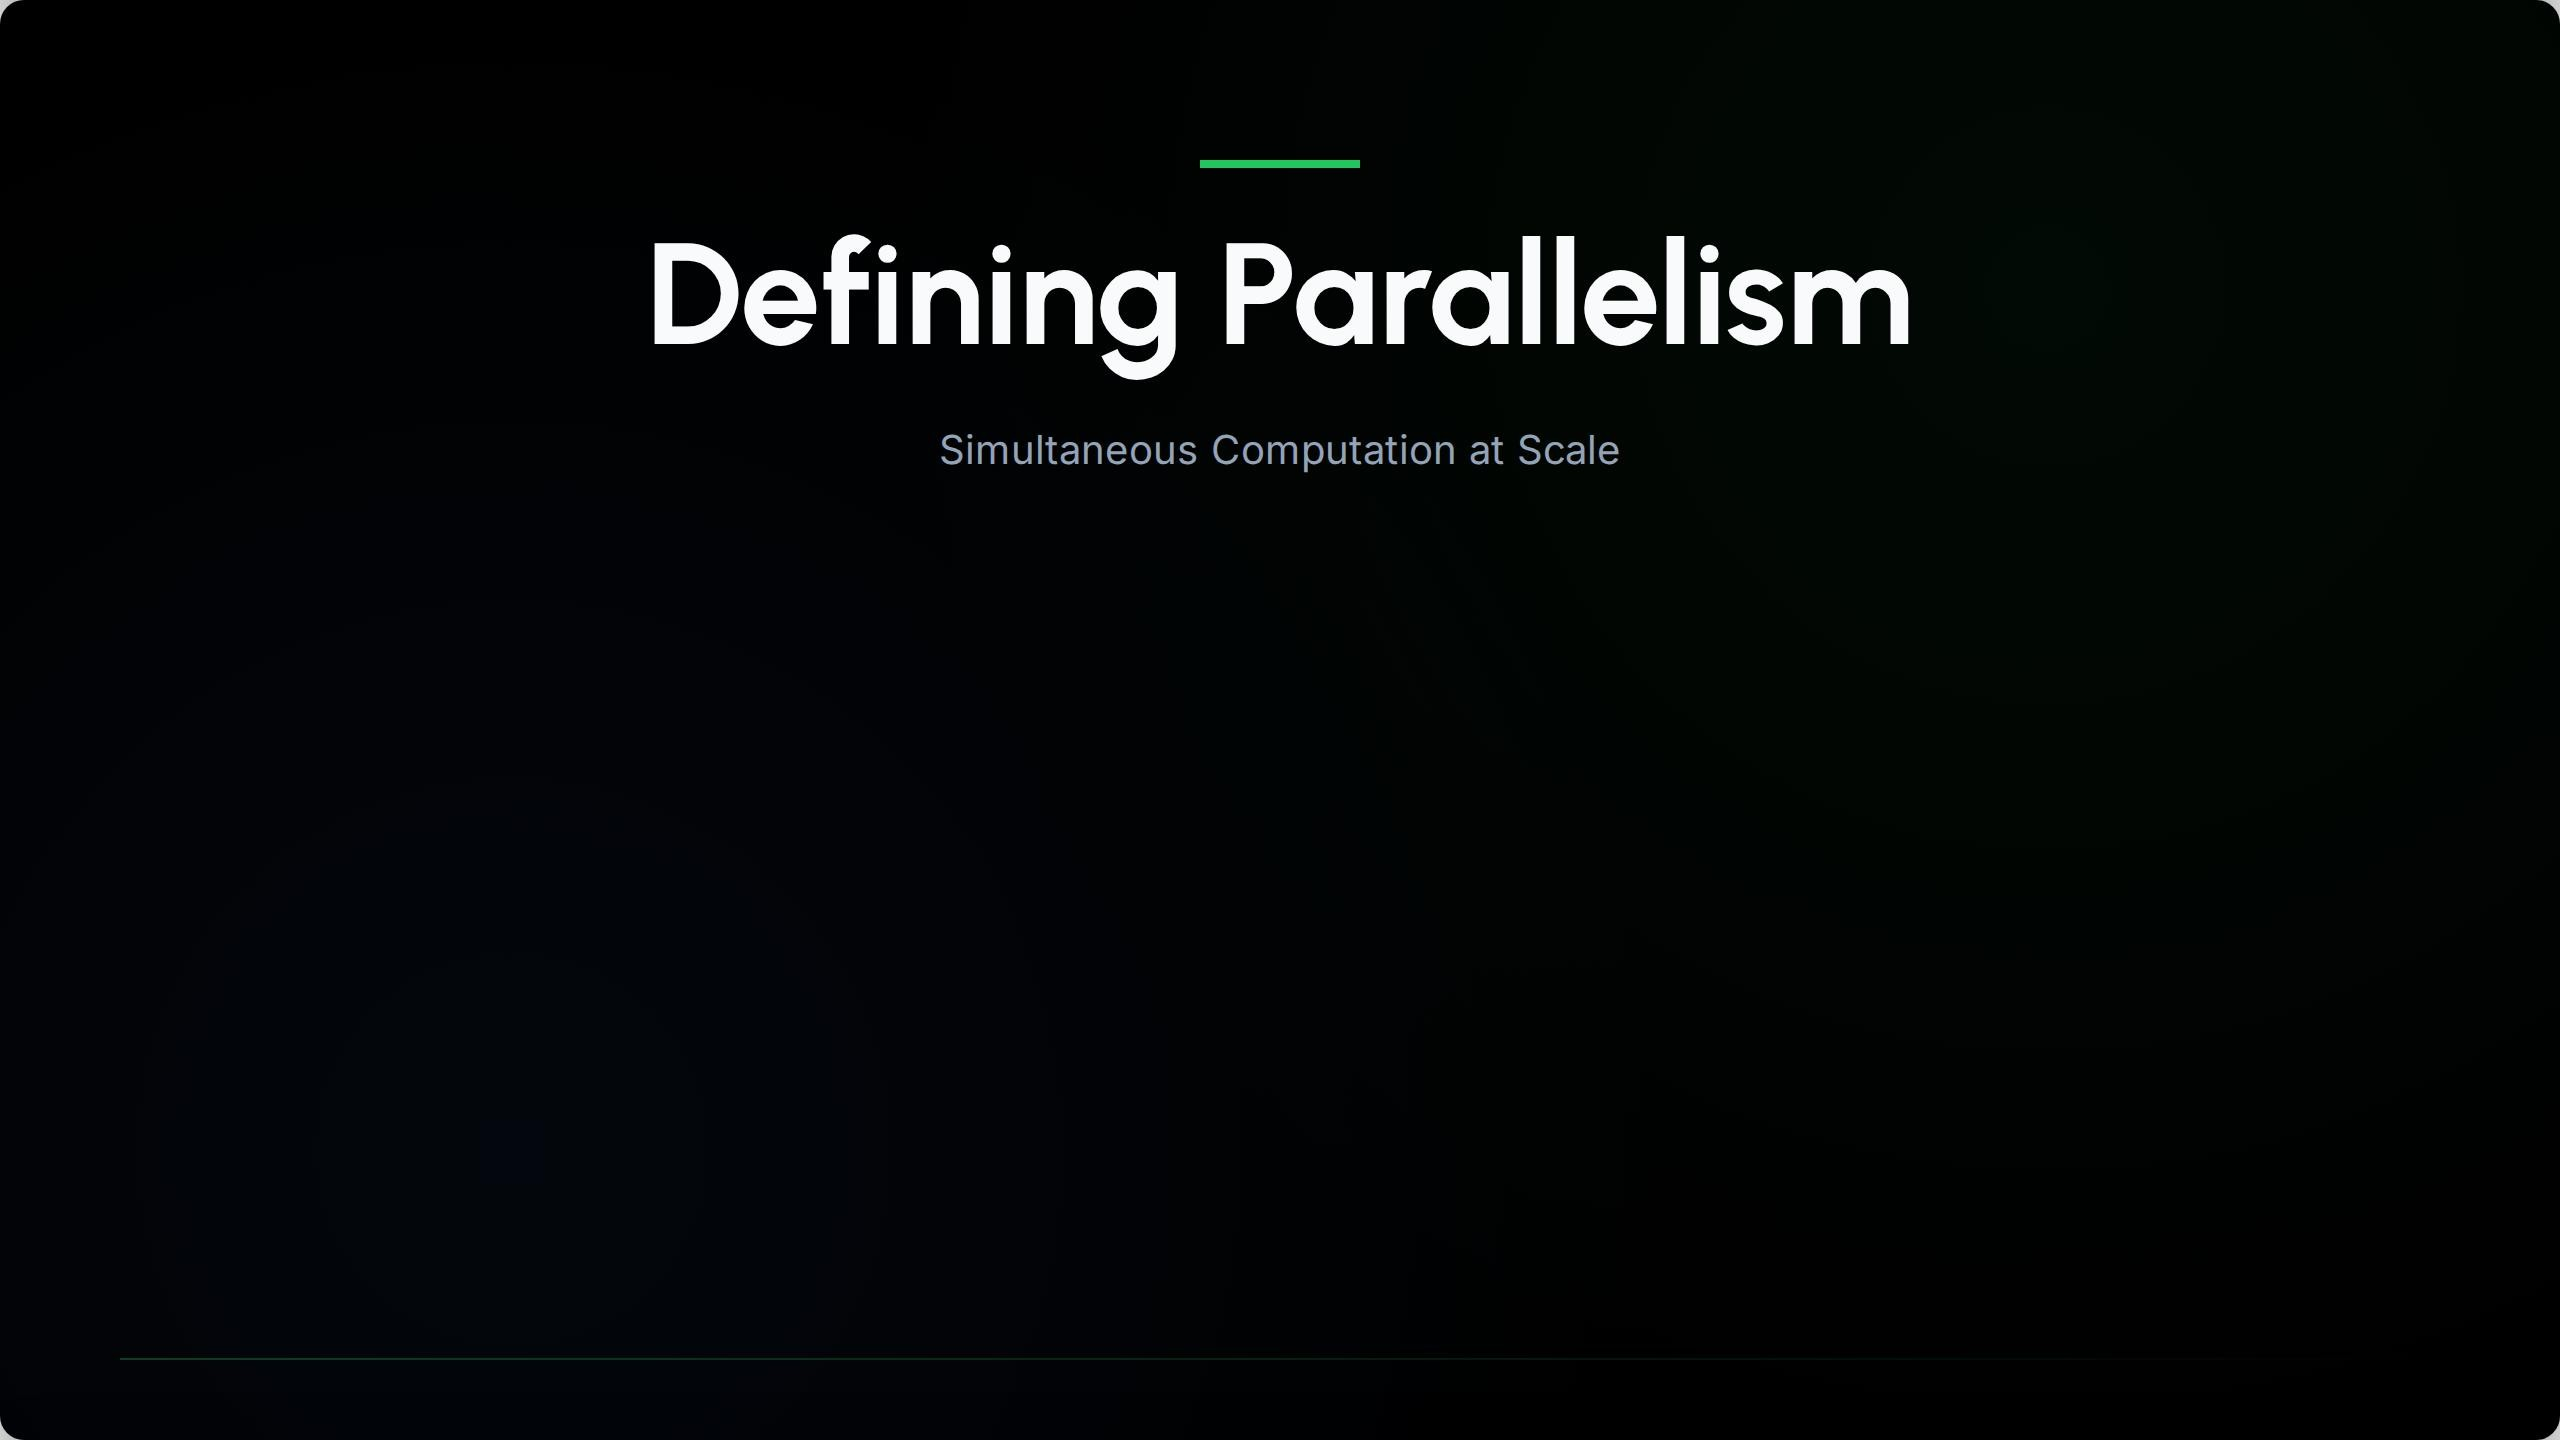 Defining Parallelism
Simultaneous Computation at Scale